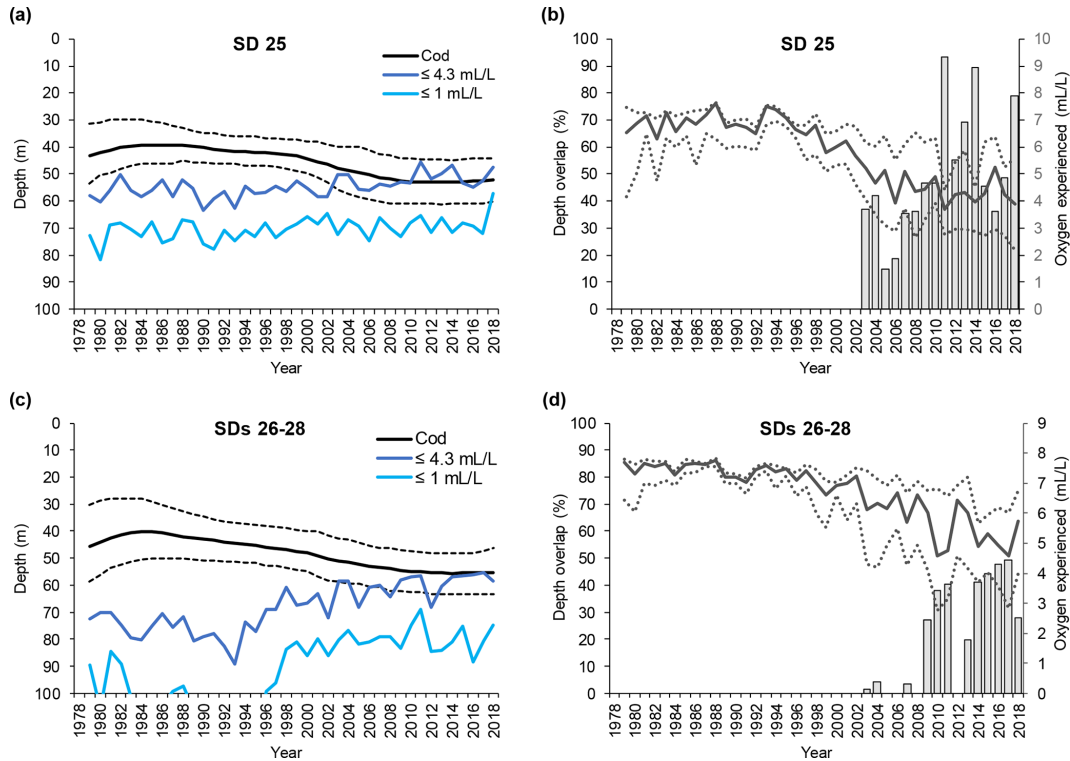 (a)
SD 25
Cod
≤ 4.3 mL/L
≤ 1 mL/L
Depth (m)
0
10
20
30
40
50
60
70
80
90
100
1978 1980 1982 1984 1986 1988 1990 1992 1994 1996 1998 2000 2002 2004 2006 2008 2010 2012 2014 2016 2018
Year
(b)
SD 25
Depth overlap (%)
100
90
80
70
60
50
40
30
20
10
0
10
9
8
7
6
5
4
3
2
1
0
Oxygen experienced (mL/L)
1978 1980 1982 1984 1986 1988 1990 1992 1994 1996 1998 2000 2002 2004 2006 2008 2010 2012 2014 2016 2018
Year
(c)
SDs 26-28
Cod
≤ 4.3 mL/L
≤ 1 mL/L
Depth (m)
0
10
20
30
40
50
60
70
80
90
100
1978 1980 1982 1984 1986 1988 1990 1992 1994 1996 1998 2000 2002 2004 2006 2008 2010 2012 2014 2016 2018
Year
(d)
SDs 26-28
Depth overlap (%)
100
90
80
70
60
50
40
30
20
10
0
9
8
7
6
5
4
3
2
1
0
Oxygen experienced (mL/L)
1978 1980 1982 1984 1986 1988 1990 1992 1994 1996 1998 2000 2002 2004 2006 2008 2010 2012 2014 2016 2018
Year